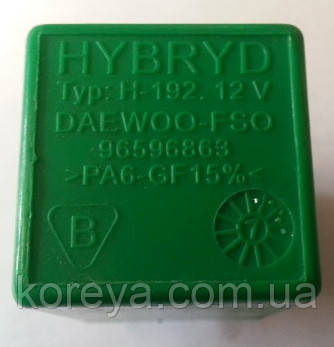 HYBRYD
Typ: H-192. 12 V
DAEWOO-FSO
96596863
>PA6-GF15%<
B
koreya.com.ua